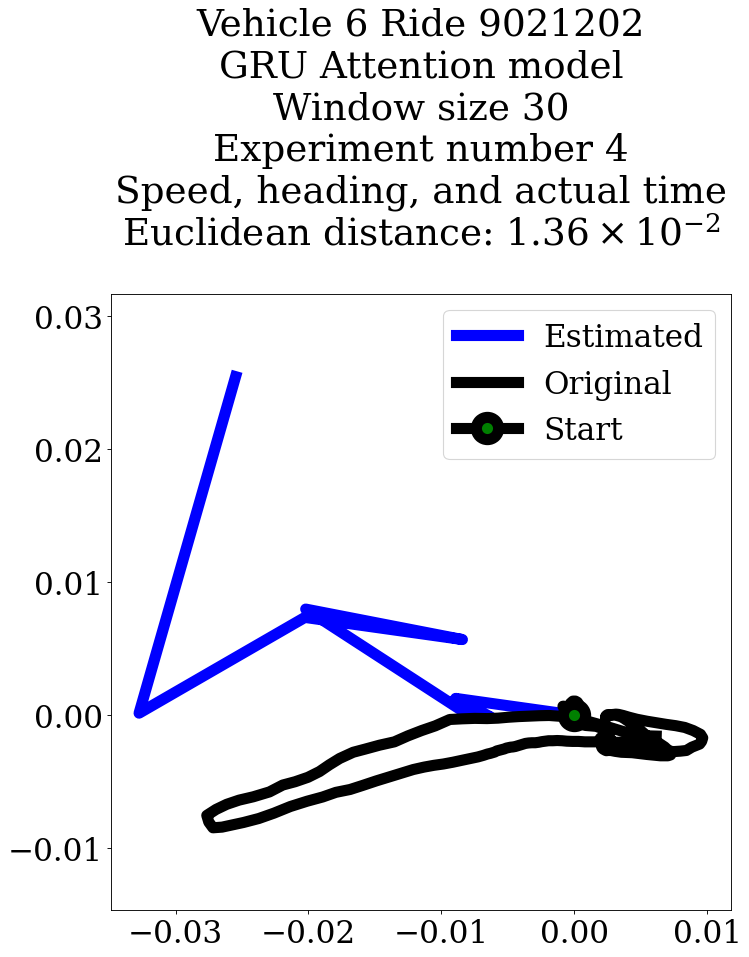 Vehicle 6 Ride 9021202
GRU Attention model
Window size 30
Experiment number 4
Speed, heading, and actual time
Euclidean distance: 1.36 × 10⁻²
0.03
0.02
0.01
0.00
−0.01
Estimated
Original
Start
−0.03 −0.02 −0.01 0.00 0.01